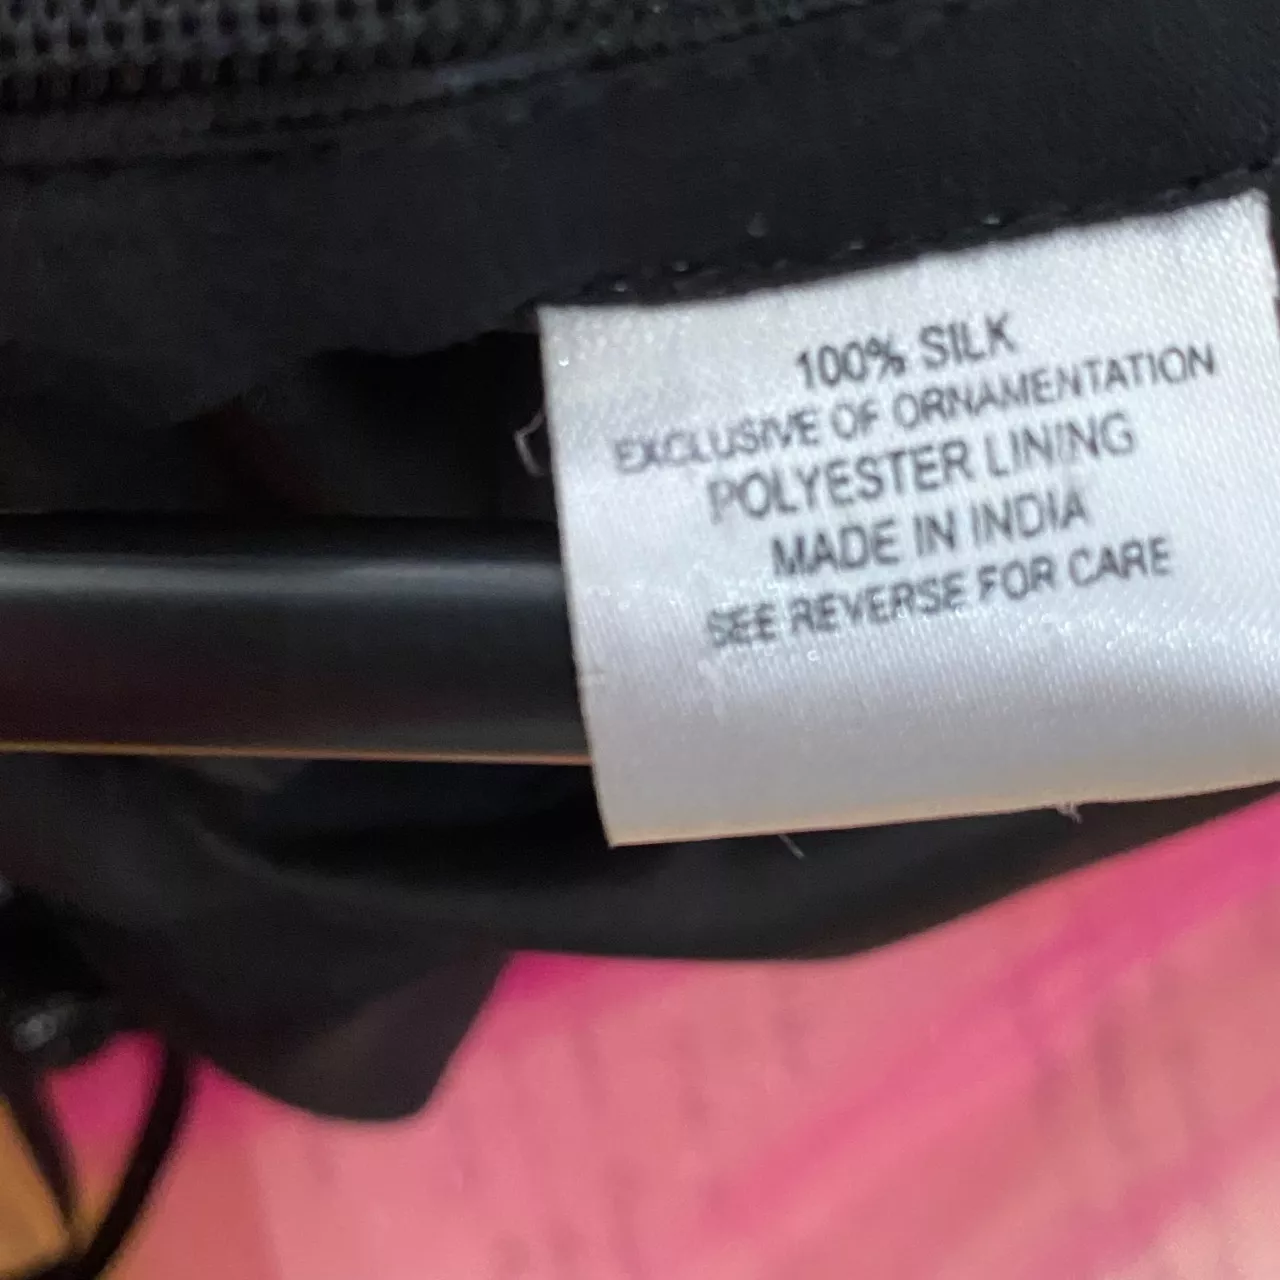 100% SILK
EXCLUSIVE OF ORNAMENTATION
POLYESTER LINING
MADE IN INDIA
SEE REVERSE FOR CARE